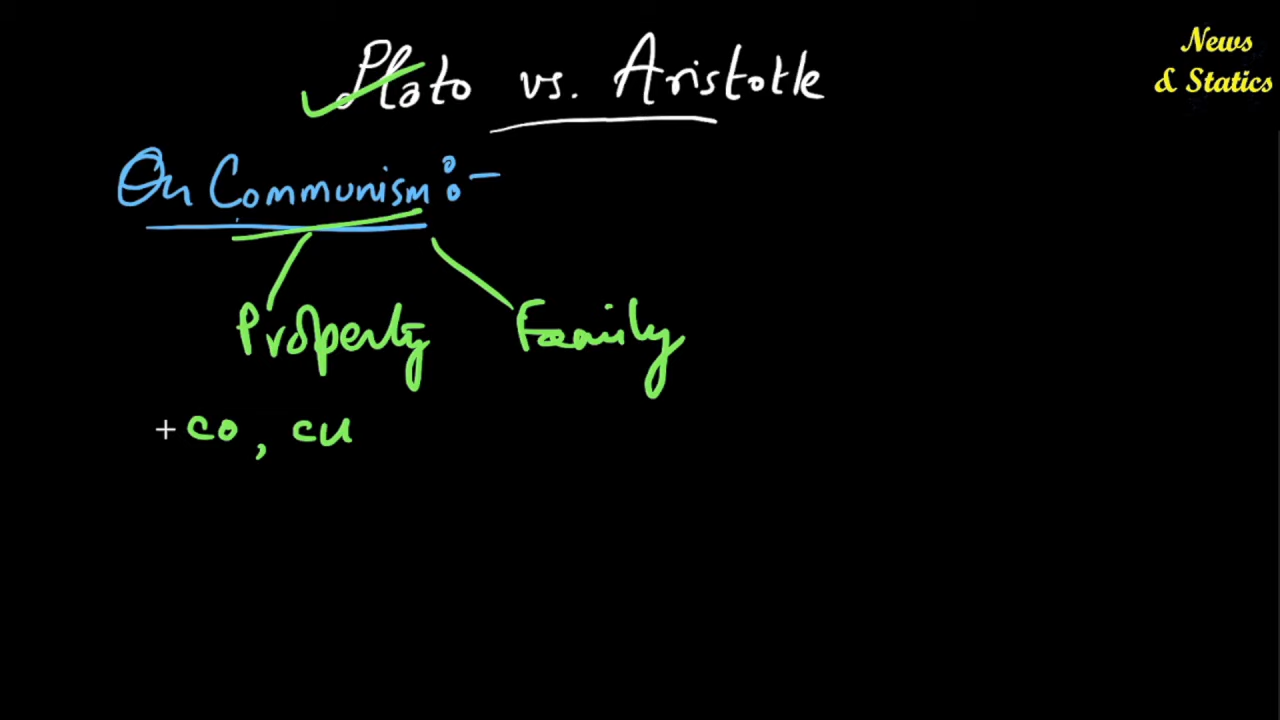 Plato vs. Aristotle
News
& Statics
On Communism :-
Property Family
co, cu